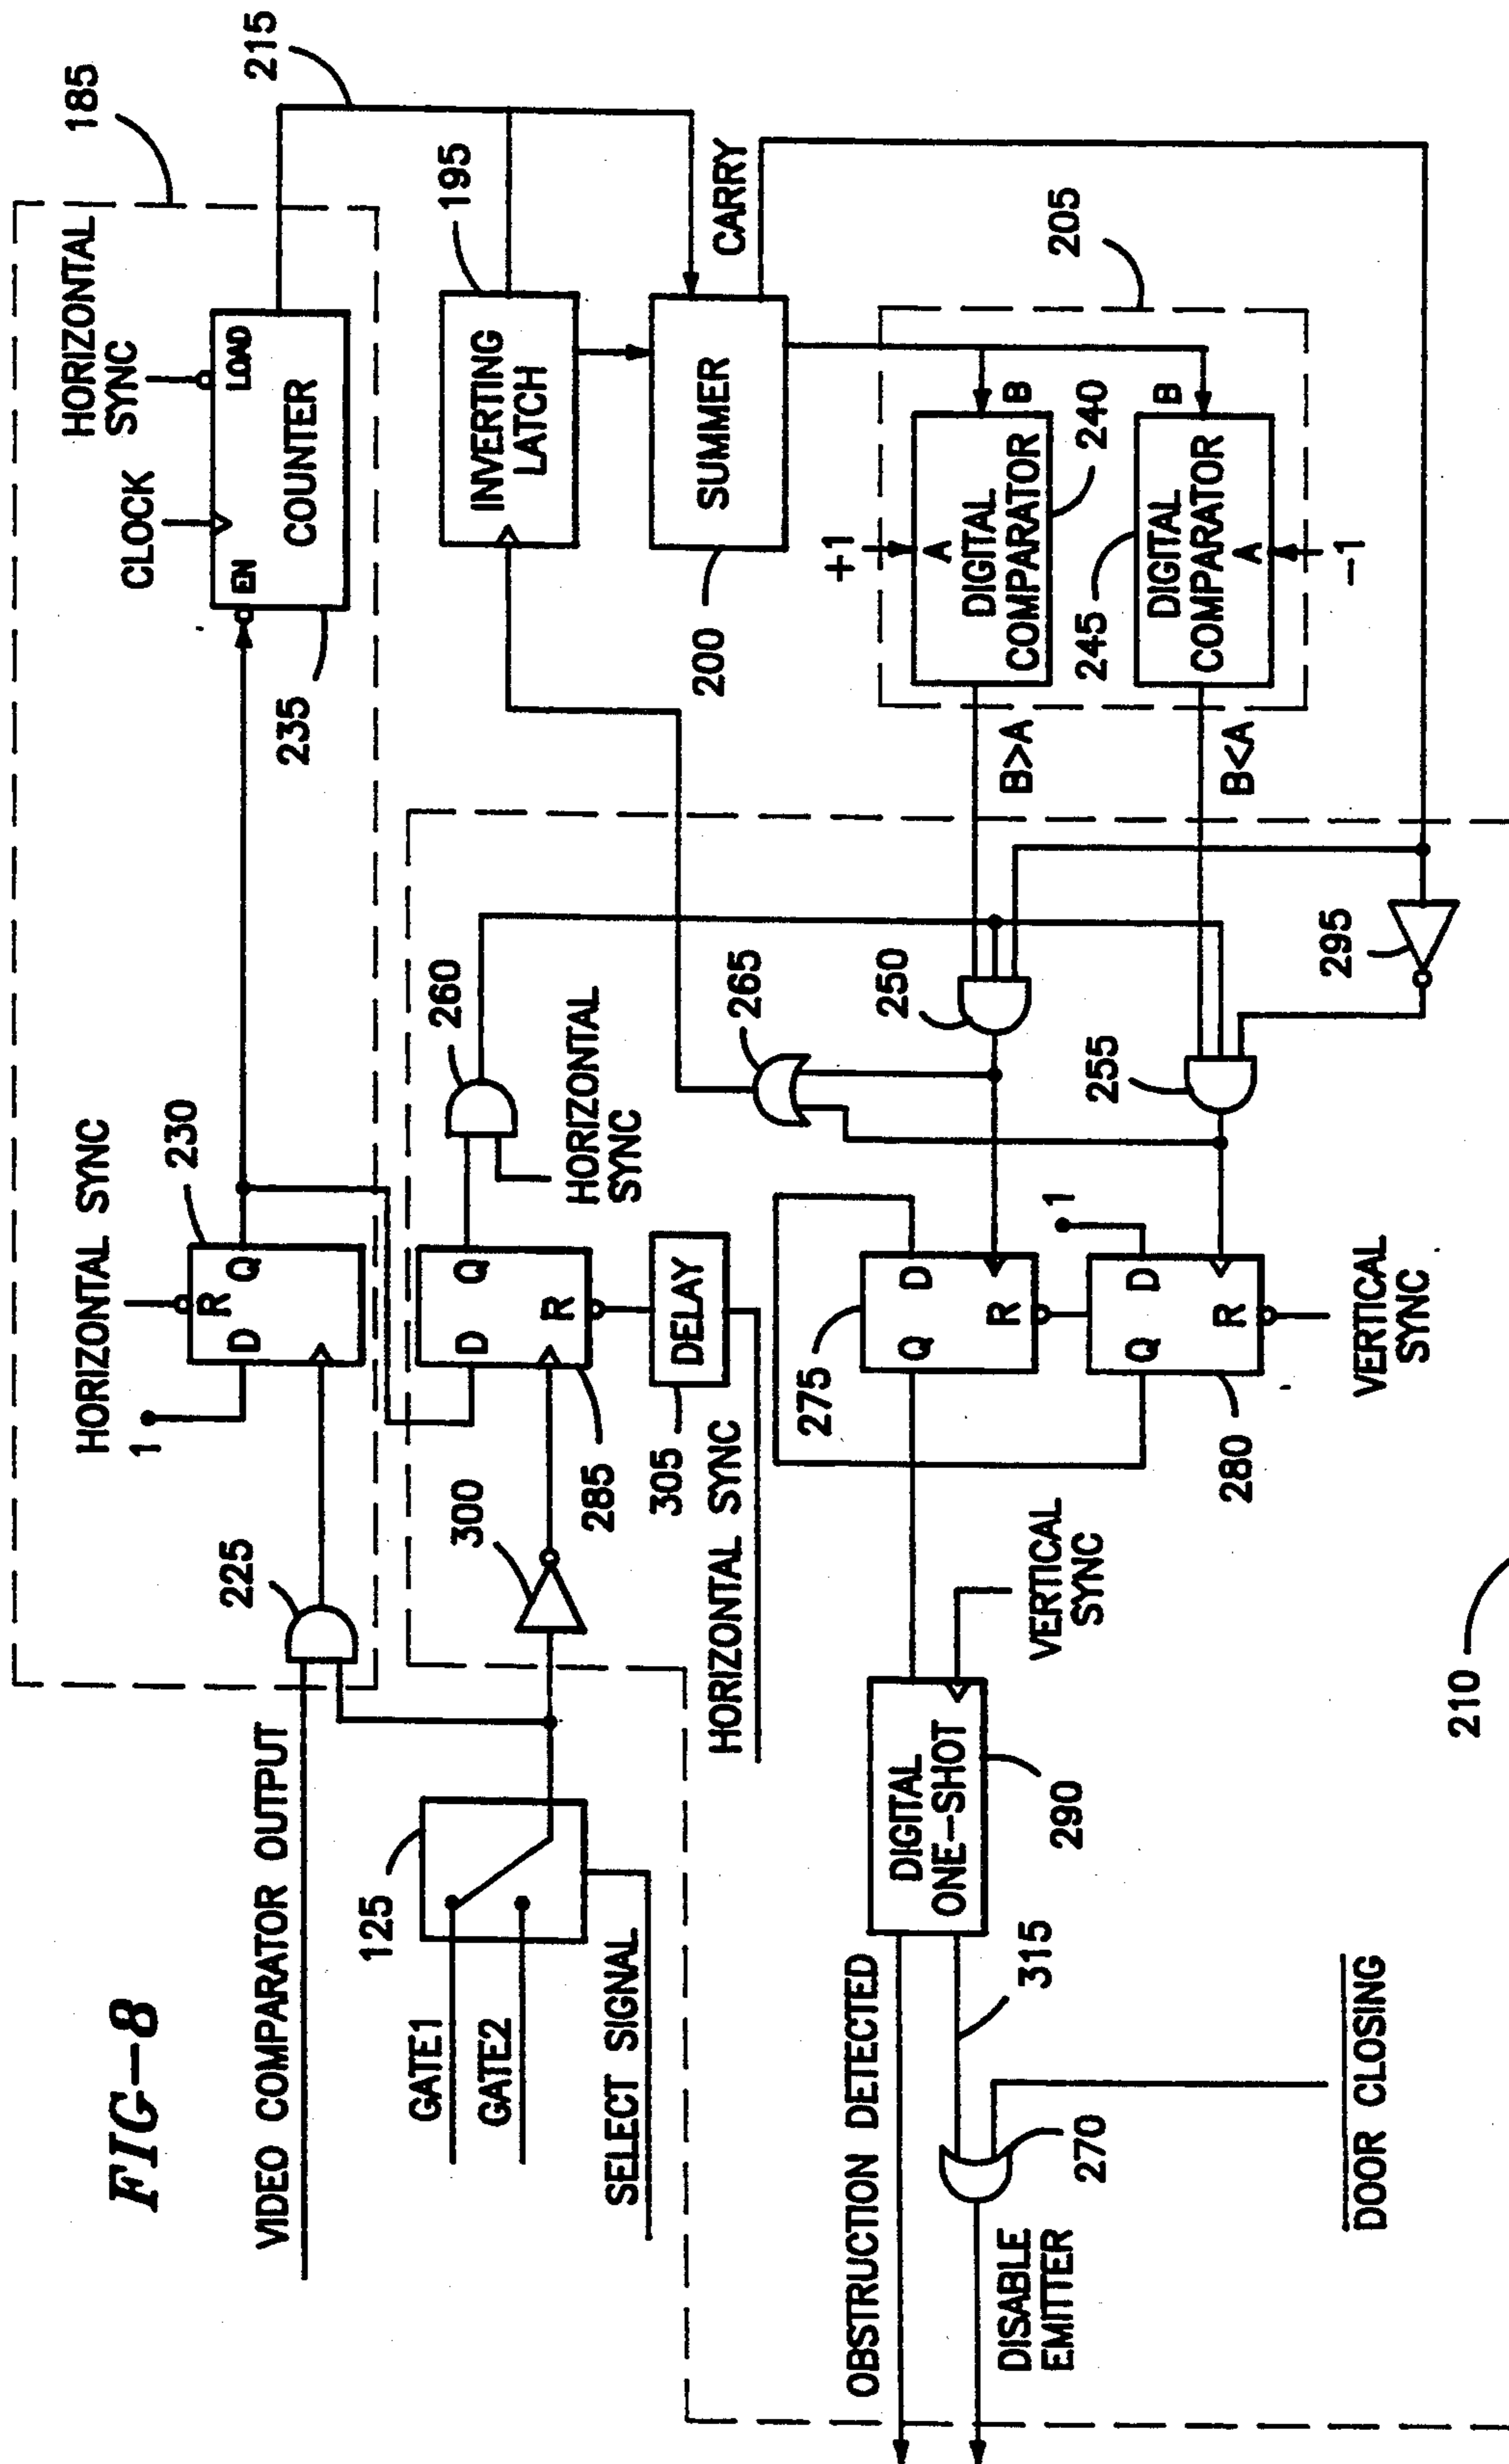 FIG-8
VIDEO COMPARATOR OUTPUT
225
1
HORIZONTAL SYNC
D
R
Q
230
CLOCK
HORIZONTAL
SYNC
EN
LOAD
COUNTER
235
185
215
125
GATE1
GATE2
SELECT SIGNAL
300
D
Q
R
285
DELAY
305
HORIZONTAL SYNC
260
HORIZONTAL
SYNC
265
INVERTING
LATCH
195
SUMMER
200
CARRY
205
+1
A
B
DIGITAL
COMPARATOR
240
B>A
245
DIGITAL
COMPARATOR
A
B
-1
B<A
250
255
295
275
Q
D
R
1
Q
D
R
280
VERTICAL
SYNC
VERTICAL
SYNC
DIGITAL
ONE-SHOT
290
315
OBSTRUCTION DETECTED
DISABLE
EMITTER
270
DOOR CLOSING
210